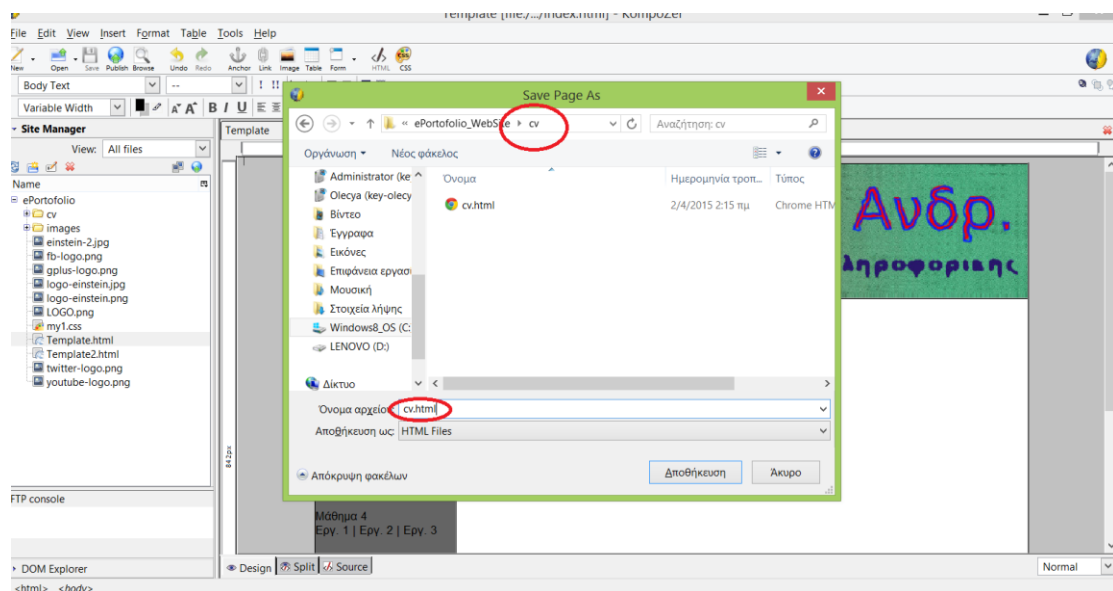 Template [file:/.../index.html] - KompoZer
File Edit View Insert Format Table Tools Help
New Open Save Publish Browse Undo Redo Anchor Link Image Table Form HTML CSS
Body Text -- ! !!
Variable Width B I U
Site Manager
View: All files
Name
ePortofolio
cv
images
einstein-2.jpg
fb-logo.png
gplus-logo.png
logo-einstein.jpg
logo-einstein.png
LOGO.png
my1.css
Template.html
Template2.html
twitter-logo.png
youtube-logo.png
FTP console
DOM Explorer
<html> <body>
Template
842px
Save Page As
« ePortofolio_WebSite cv
Αναζήτηση: cv
Οργάνωση Νέος φάκελος
Administrator (ke
Olecya (key-olecy
Βίντεο
Έγγραφα
Εικόνες
Επιφάνεια εργασ
Μουσική
Στοιχεία λήψης
Windows8_OS (C:
LENOVO (D:)
Δίκτυο
Όνομα Ημερομηνία τροπ... Τύπος
cv.html 2/4/2015 2:15 πμ Chrome HTM
Όνομα αρχείου: cv.html
Αποθήκευση ως: HTML Files
Απόκρυψη φακέλων
Αποθήκευση Άκυρο
Ανδρ.
ληροφορικης
Μάθημα 4
Εργ. 1 | Εργ. 2 | Εργ. 3
Design Split Source
Normal